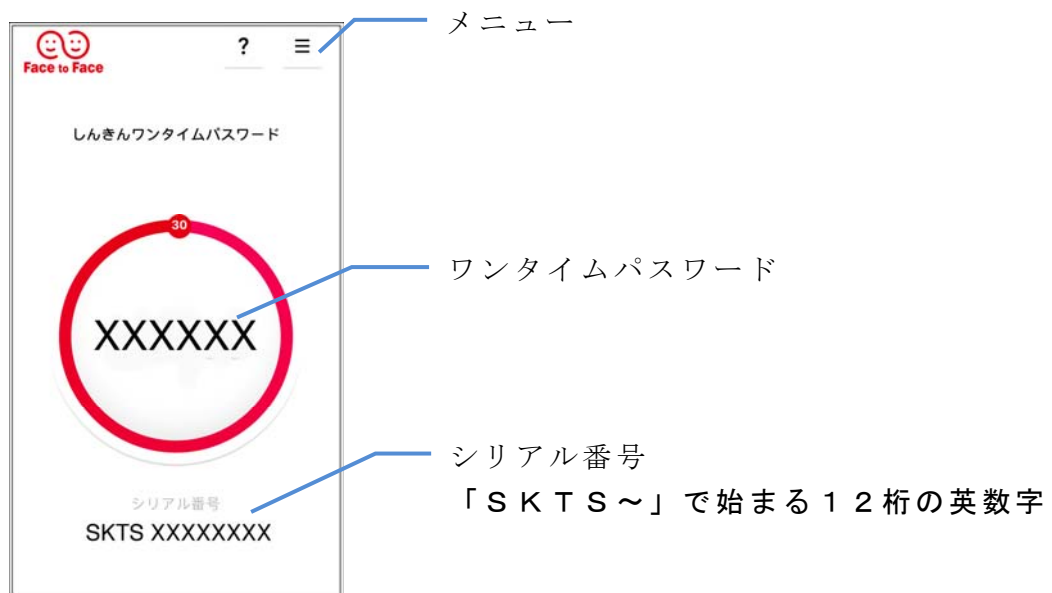 メニュー
Face to Face
?
しんきんワンタイムパスワード
30
ワンタイムパスワード
XXXXXX
シリアル番号
「SKTS~」で始まる12桁の英数字
シリアル番号
SKTS XXXXXXXX